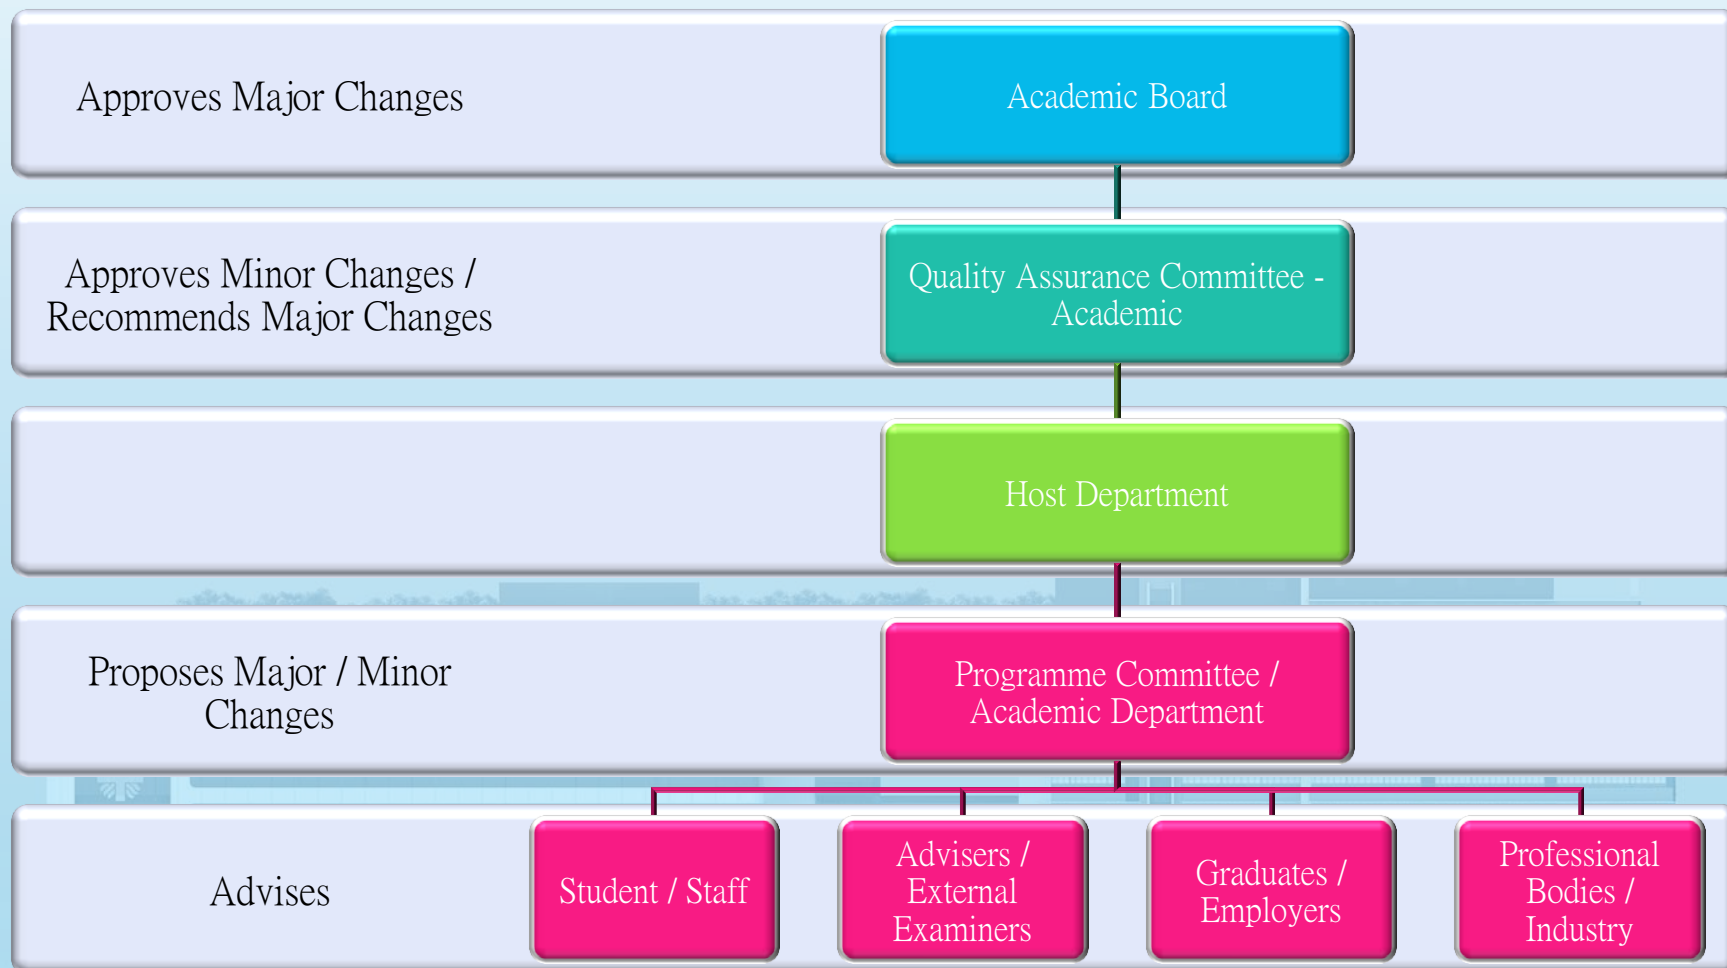 Approves Major Changes
Academic Board
Approves Minor Changes /
Recommends Major Changes
Quality Assurance Committee -
Academic
Host Department
Proposes Major / Minor
Changes
Programme Committee /
Academic Department
Advises
Student / Staff
Advisers /
External
Examiners
Graduates /
Employers
Professional
Bodies /
Industry